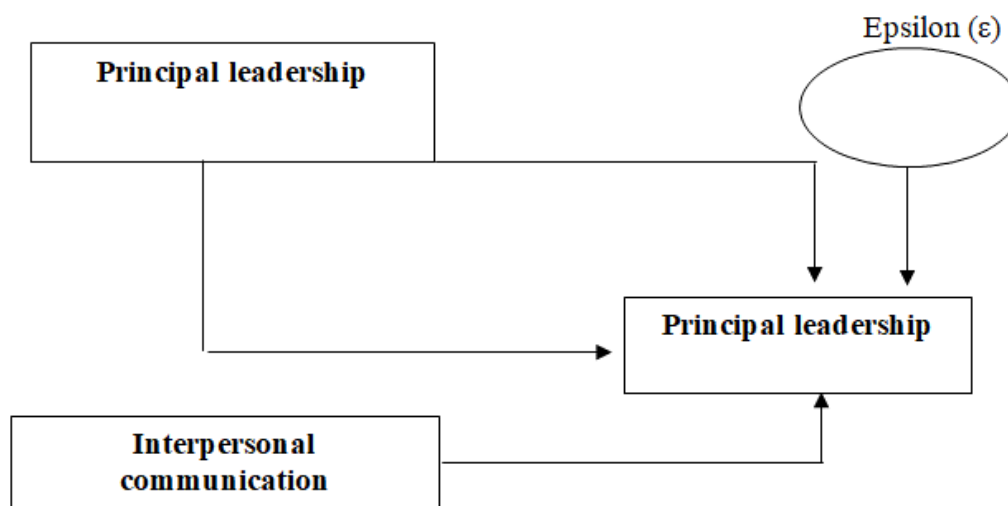 Epsilon (ε)
Principal leadership
Principal leadership
Interpersonal
communication